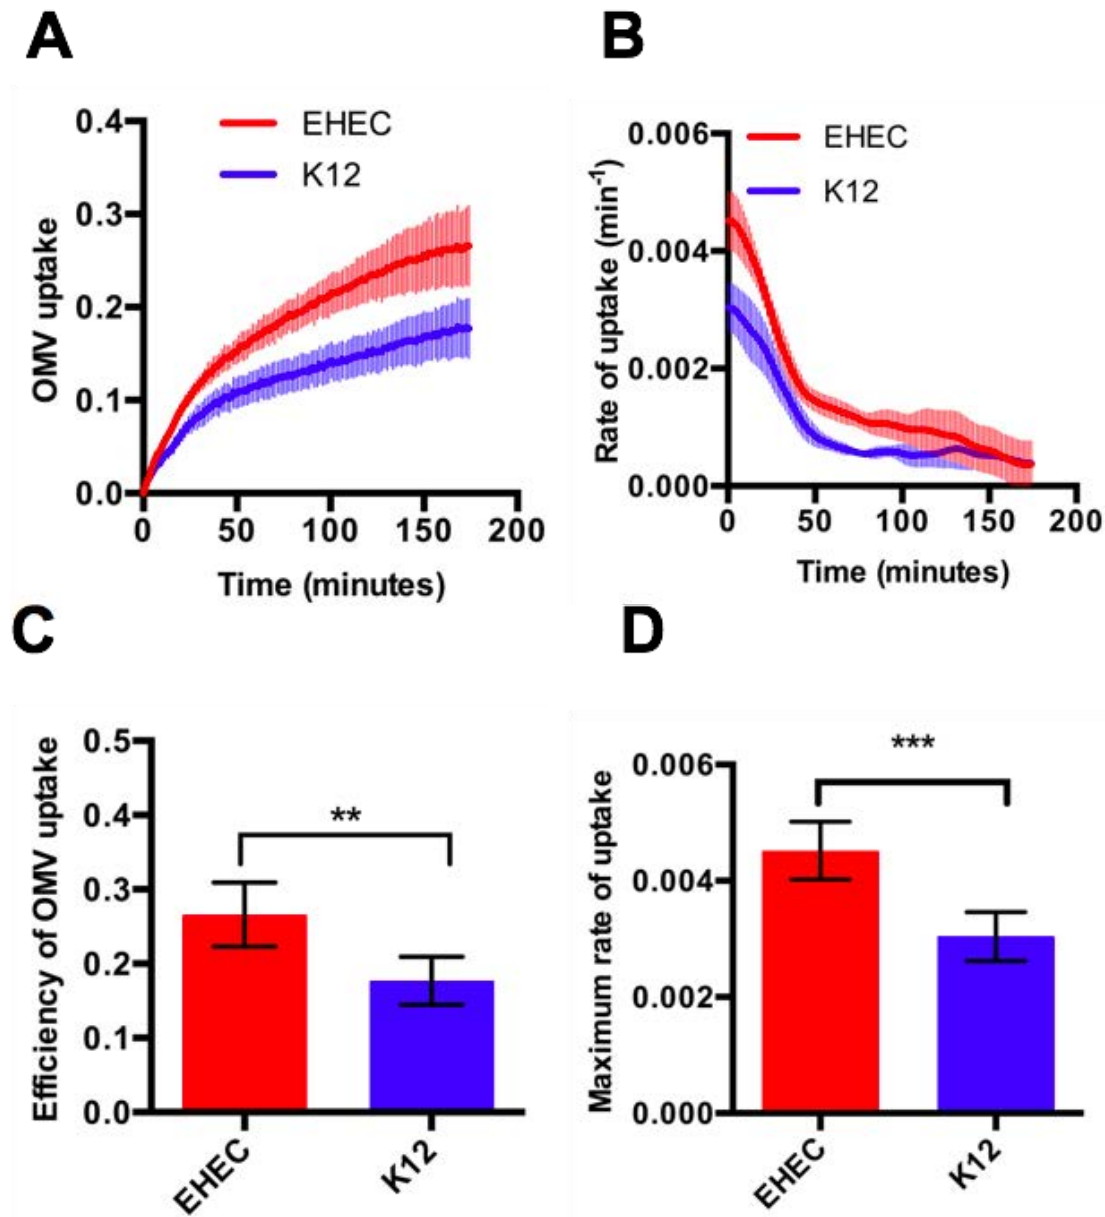 A
EHEC
K12
OMV uptake
0.4
0.3
0.2
0.1
0.0
0 50 100 150 200
Time (minutes)
B
EHEC
K12
Rate of uptake (min⁻¹)
0.006
0.004
0.002
0.000
0 50 100 150 200
Time (minutes)
C
Efficiency of OMV uptake
0.5
0.4
0.3
0.2
0.1
0.0
**
EHEC K12
D
Maximum rate of uptake
0.006
0.004
0.002
0.000
***
EHEC K12